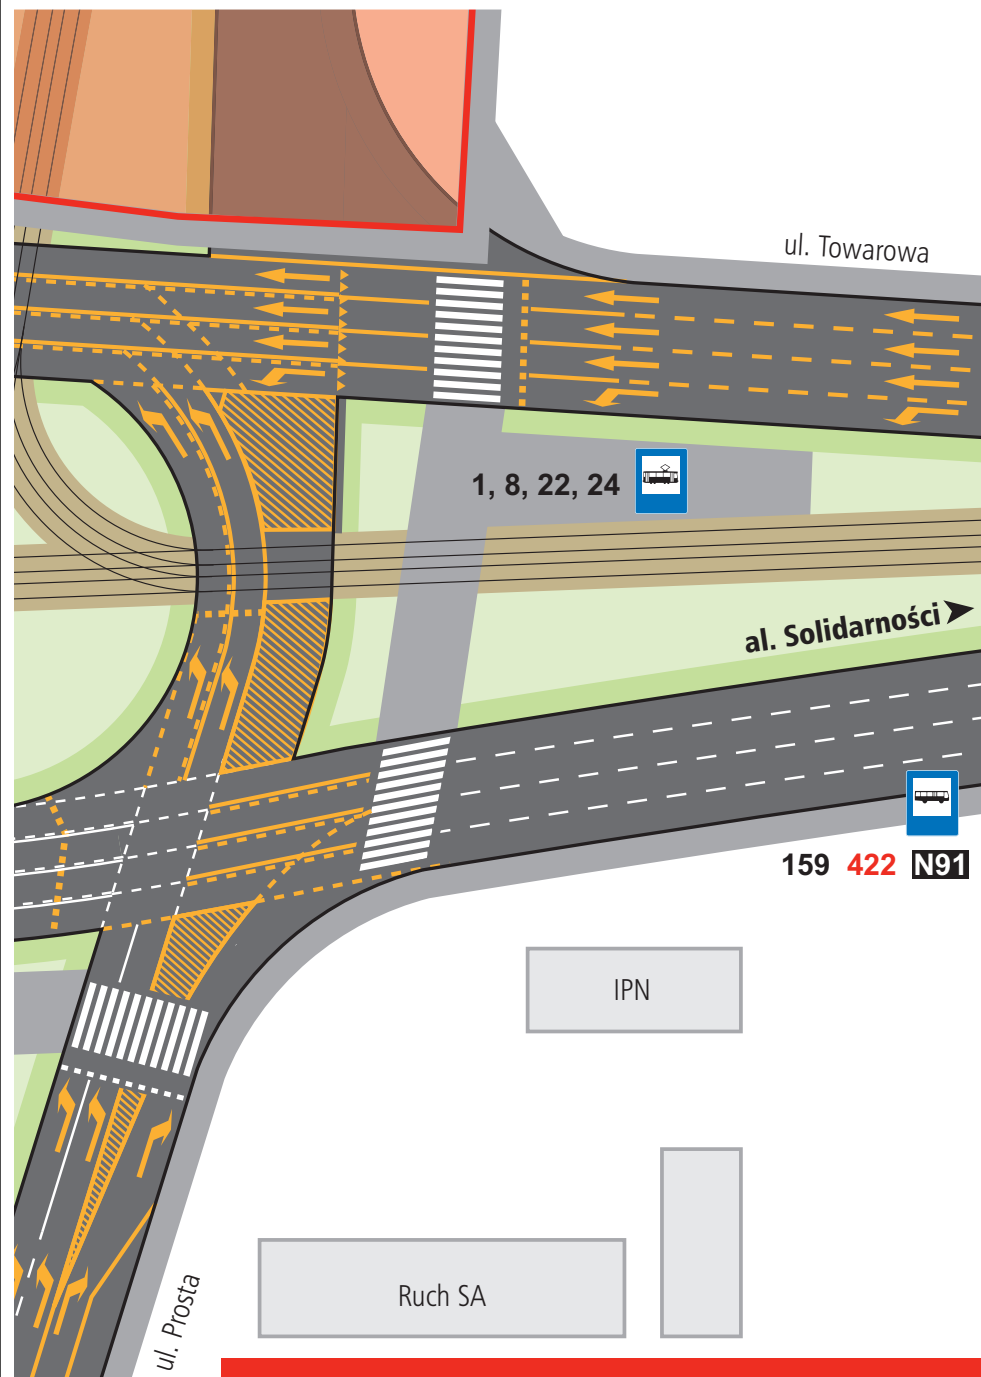 ul. Towarowa
1, 8, 22, 24
al. Solidarności
159 422 N91
IPN
Ruch SA
ul. Prosta